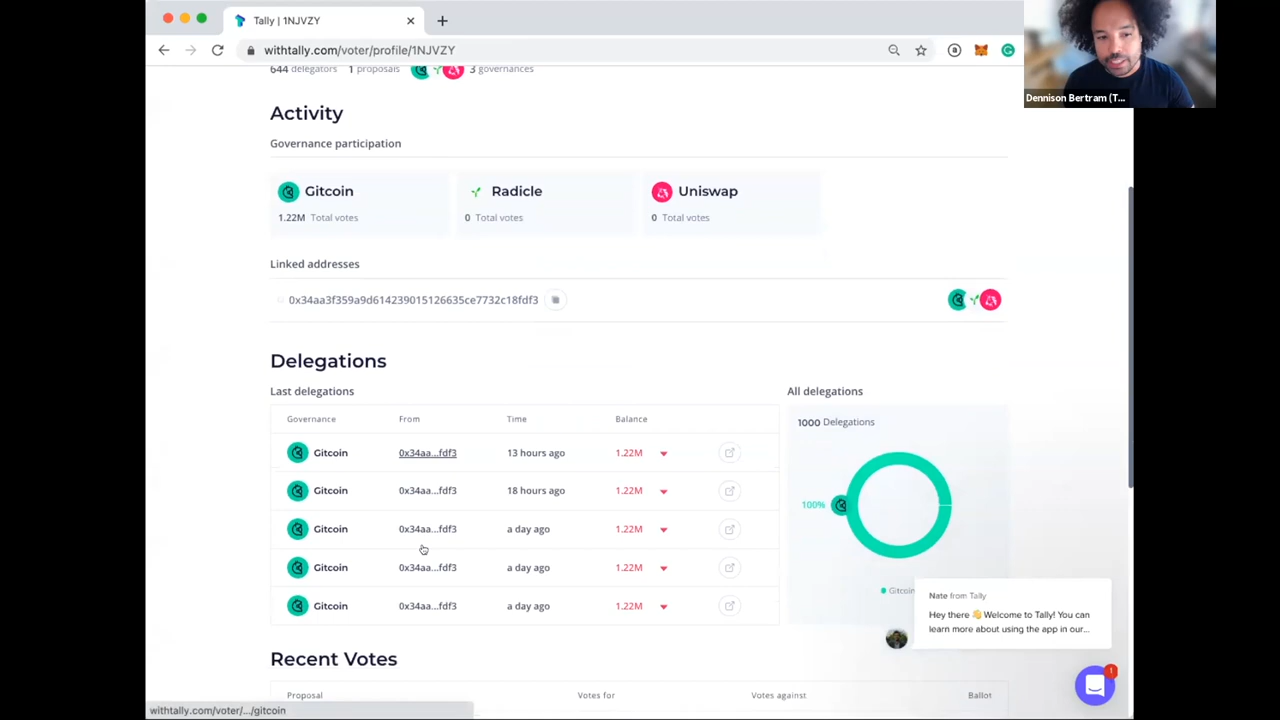 Tally | 1NJVZY
withtally.com/voter/profile/1NJVZY
Dennison Bertram (T...
644 delegators 1 proposals 3 governances
Activity
Governance participation
Gitcoin
1.22M Total votes
Radicle
0 Total votes
Uniswap
0 Total votes
Linked addresses
0x34aa3f359a9d614239015126635ce7732c18fdf3
Delegations
Last delegations
Governance From Time Balance
Gitcoin 0x34aa...fdf3 13 hours ago 1.22M
Gitcoin 0x34aa...fdf3 18 hours ago 1.22M
Gitcoin 0x34aa...fdf3 a day ago 1.22M
Gitcoin 0x34aa...fdf3 a day ago 1.22M
Gitcoin 0x34aa...fdf3 a day ago 1.22M
All delegations
1000 Delegations
100%
Gitcoin
Nate from Tally
Hey there 👋 Welcome to Tally! You can
learn more about using the app in our...
1
Recent Votes
Proposal Votes for Votes against Ballot
withtally.com/voter/.../gitcoin